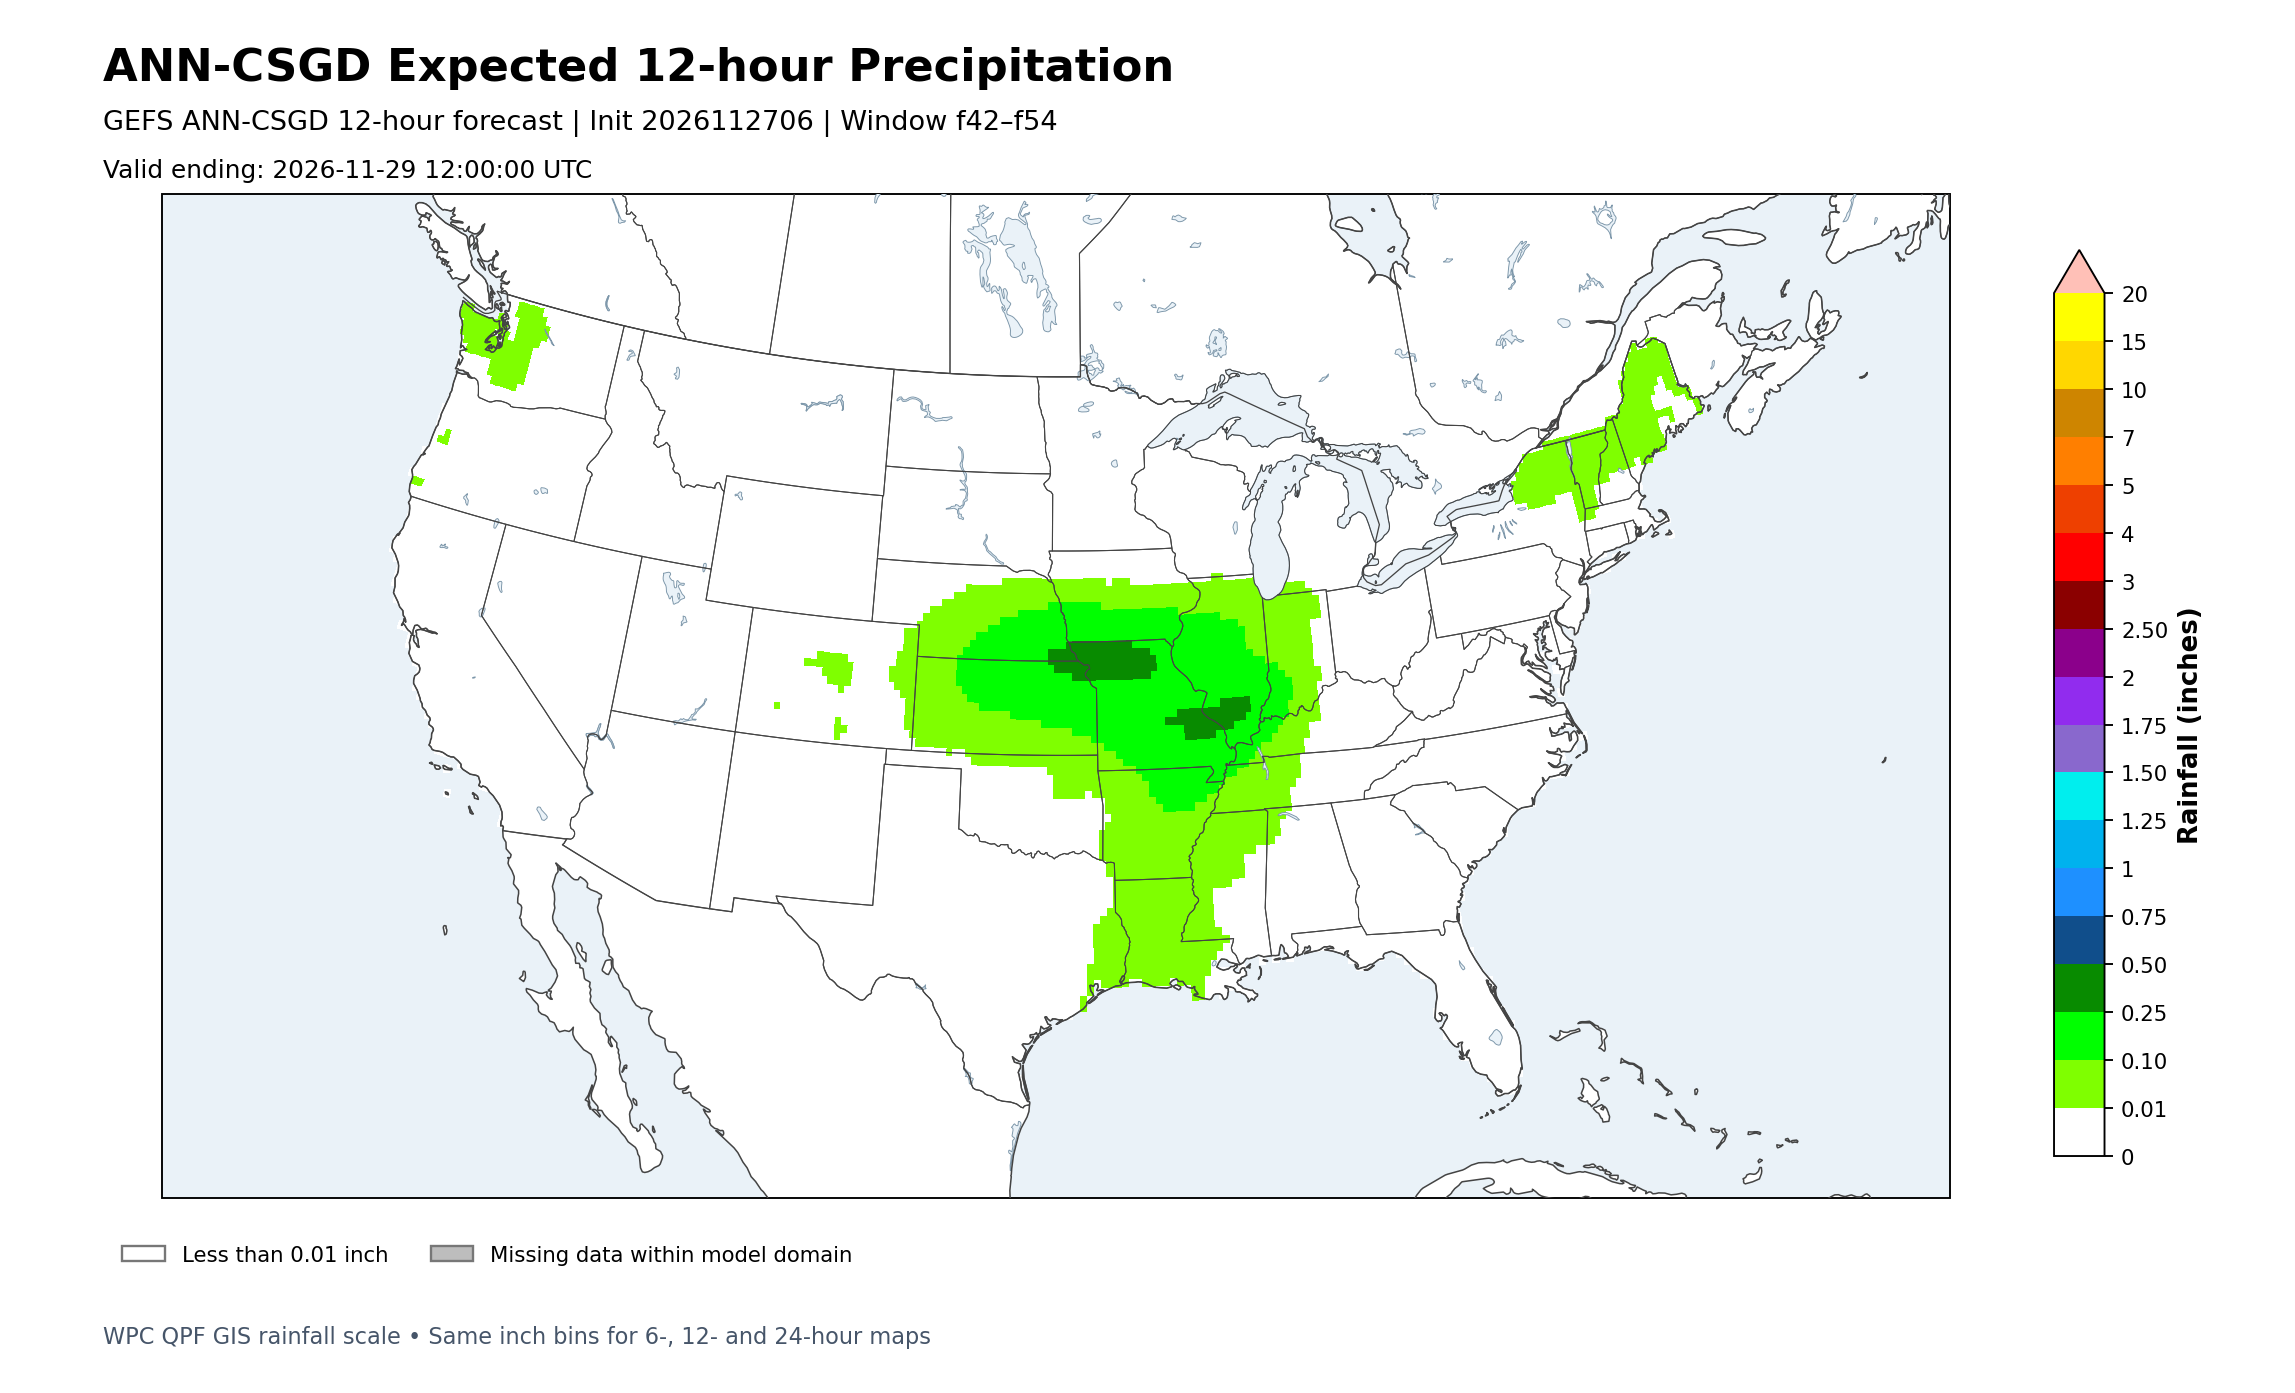 ANN-CSGD Expected 12-hour Precipitation
GEFS ANN-CSGD 12-hour forecast | Init 2026112706 | Window f42–f54
Valid ending: 2026-11-29 12:00:00 UTC
20
15
10
7
5
4
3
2.50
2
1.75
1.50
1.25
1
0.75
0.50
0.25
0.10
0.01
0
Rainfall (inches)
Less than 0.01 inch
Missing data within model domain
WPC QPF GIS rainfall scale • Same inch bins for 6-, 12- and 24-hour maps